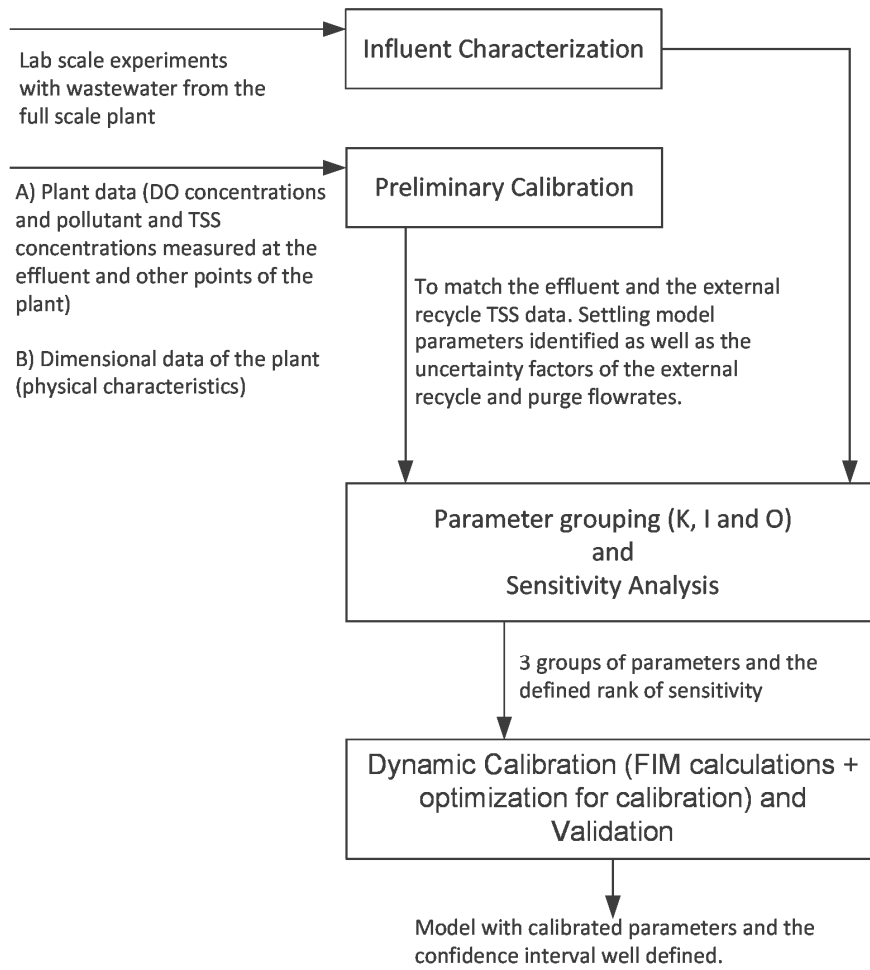 Influent Characterization
Lab scale experiments
with wastewater from the
full scale plant
Preliminary Calibration
A) Plant data (DO concentrations
and pollutant and TSS
concentrations measured at the
effluent and other points of the
plant)
B) Dimensional data of the plant
(physical characteristics)
To match the effluent and the external
recycle TSS data. Settling model
parameters identified as well as the
uncertainty factors of the external
recycle and purge flowrates.
Parameter grouping (K, I and O)
and
Sensitivity Analysis
3 groups of parameters and the
defined rank of sensitivity
Dynamic Calibration (FIM calculations +
optimization for calibration) and
Validation
Model with calibrated parameters and the
confidence interval well defined.